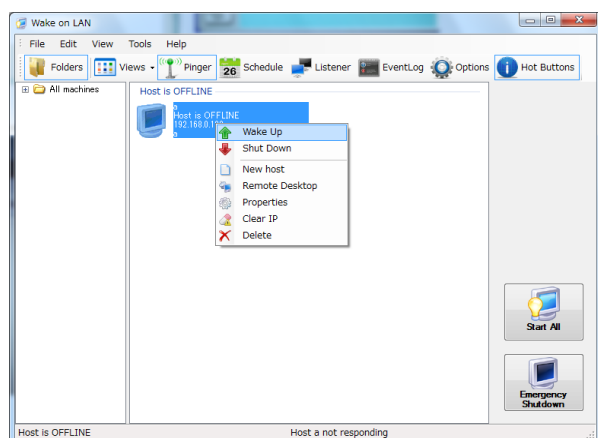 Wake on LAN
File Edit View Tools Help
Folders Views Pinger 26 Schedule Listener EventLog Options Hot Buttons
All machines
Host is OFFLINE
a
Host is OFFLINE
a
Wake Up
Shut Down
New host
Remote Desktop
Properties
Clear IP
Delete
Start All
Emergency
Shutdown
Host is OFFLINE Host a not responding